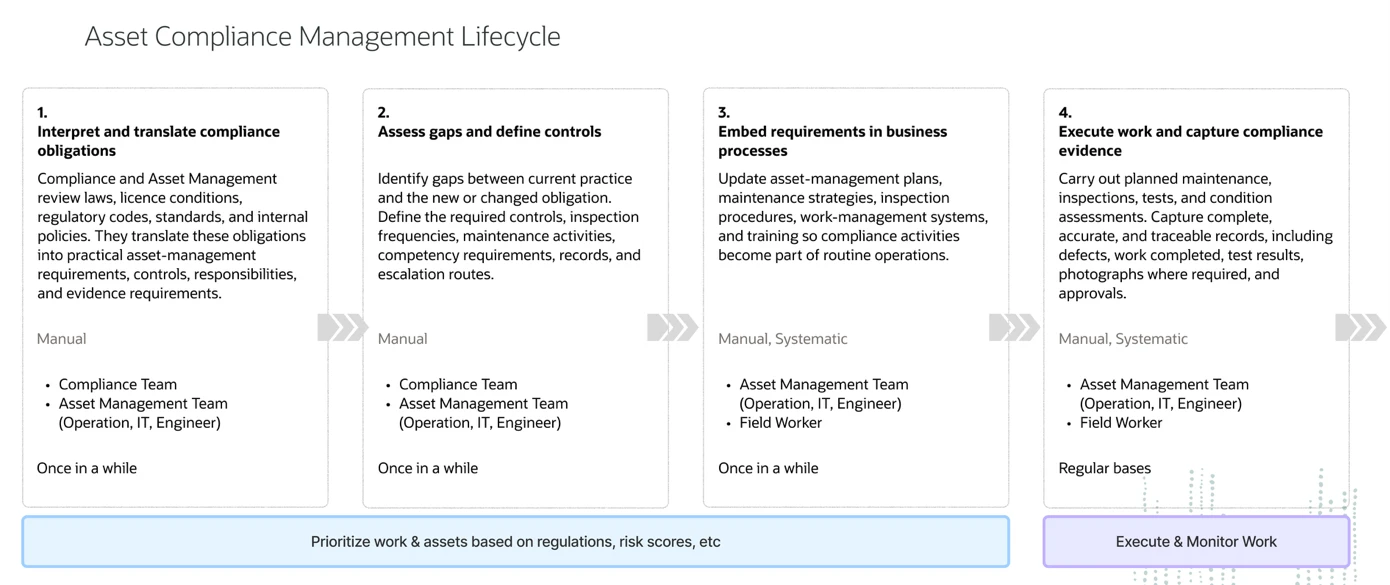 Asset Compliance Management Lifecycle
1.
Interpret and translate compliance
obligations
Compliance and Asset Management
review laws, licence conditions,
regulatory codes, standards, and internal
policies. They translate these obligations
into practical asset-management
requirements, controls, responsibilities,
and evidence requirements.
Manual
• Compliance Team
• Asset Management Team
(Operation, IT, Engineer)
Once in a while
2.
Assess gaps and define controls
Identify gaps between current practice
and the new or changed obligation.
Define the required controls, inspection
frequencies, maintenance activities,
competency requirements, records, and
escalation routes.
Manual
• Compliance Team
• Asset Management Team
(Operation, IT, Engineer)
Once in a while
3.
Embed requirements in business
processes
Update asset-management plans,
maintenance strategies, inspection
procedures, work-management systems,
and training so compliance activities
become part of routine operations.
Manual, Systematic
• Asset Management Team
(Operation, IT, Engineer)
• Field Worker
Once in a while
4.
Execute work and capture compliance
evidence
Carry out planned maintenance,
inspections, tests, and condition
assessments. Capture complete,
accurate, and traceable records, including
defects, work completed, test results,
photographs where required, and
approvals.
Manual, Systematic
• Asset Management Team
(Operation, IT, Engineer)
• Field Worker
Regular bases
Prioritize work & assets based on regulations, risk scores, etc
Execute & Monitor Work